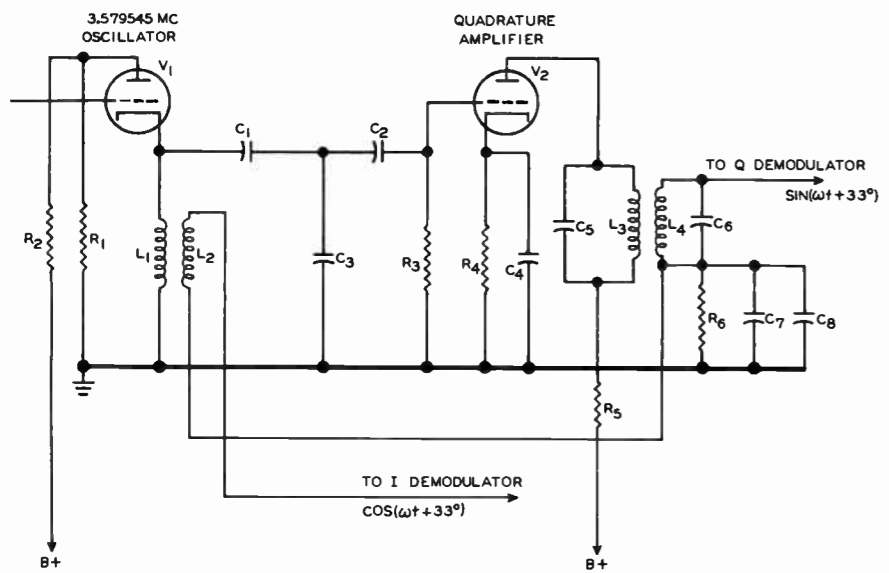 3.579545 MC
OSCILLATOR
QUADRATURE
AMPLIFIER
V1
V2
C1
C2
TO Q DEMODULATOR
SIN(ωt+33°)
C5
L3
L4
C6
R2
R1
L1
L2
C3
R3
R4
C4
R6
C7
C8
R5
TO I DEMODULATOR
COS(ωt+33°)
B+
B+